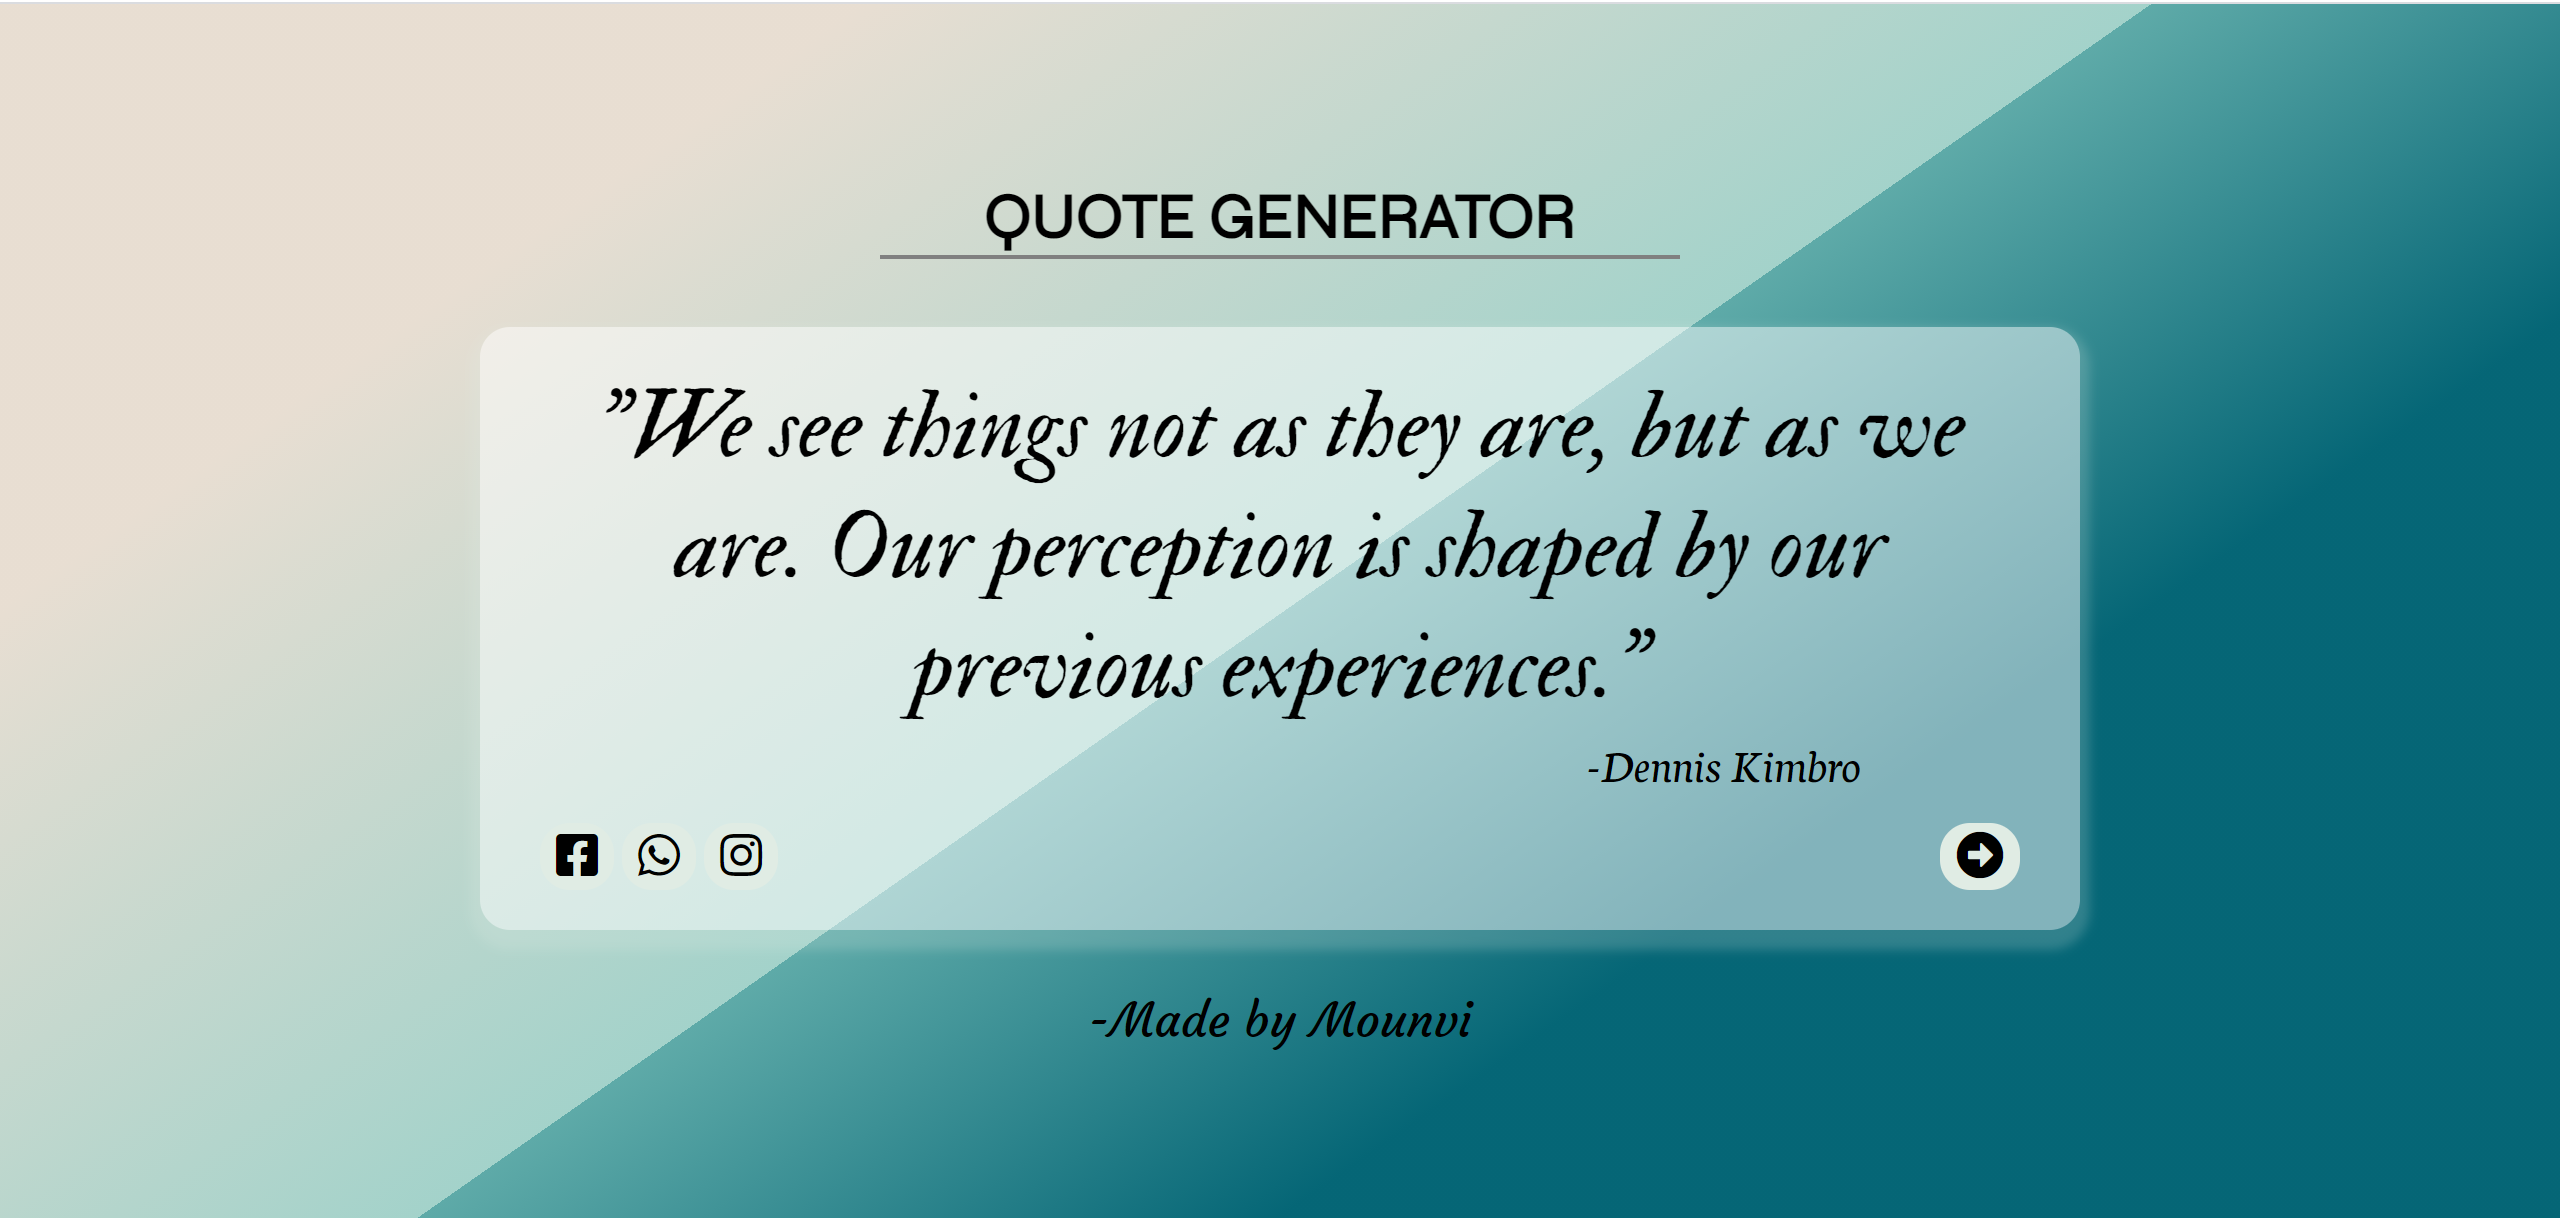 QUOTE GENERATOR
”We see things not as they are, but as we
are. Our perception is shaped by our
previous experiences.”
-Dennis Kimbro
-Made by Mounvi